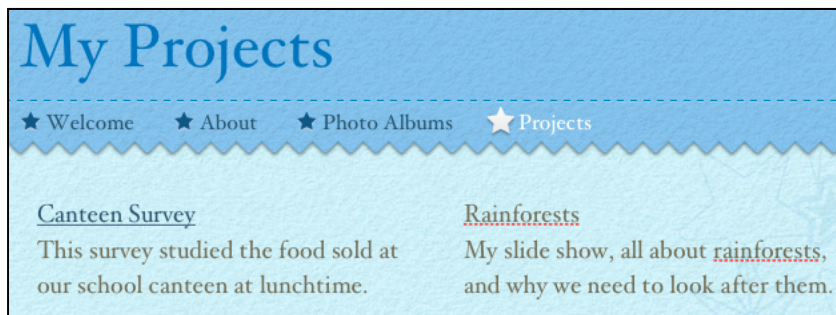 My Projects
Welcome About Photo Albums Projects
Canteen Survey
This survey studied the food sold at
our school canteen at lunchtime.
Rainforests
My slide show, all about rainforests,
and why we need to look after them.